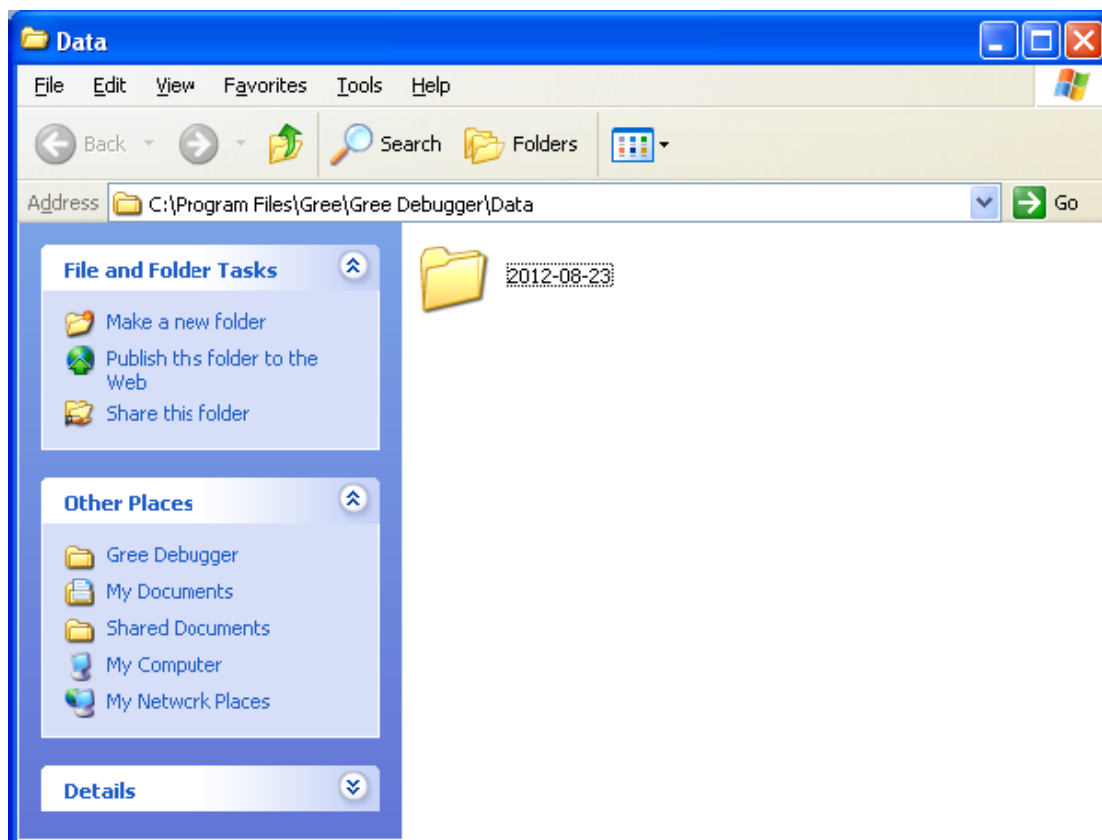 Data
File Edit View Favorites Tools Help
Back Search Folders
Address C:\Program Files\Gree\Gree Debugger\Data Go
File and Folder Tasks
Make a new folder
Publish this folder to the
Web
Share this folder
Other Places
Gree Debugger
My Documents
Shared Documents
My Computer
My Network Places
Details
2012-08-23